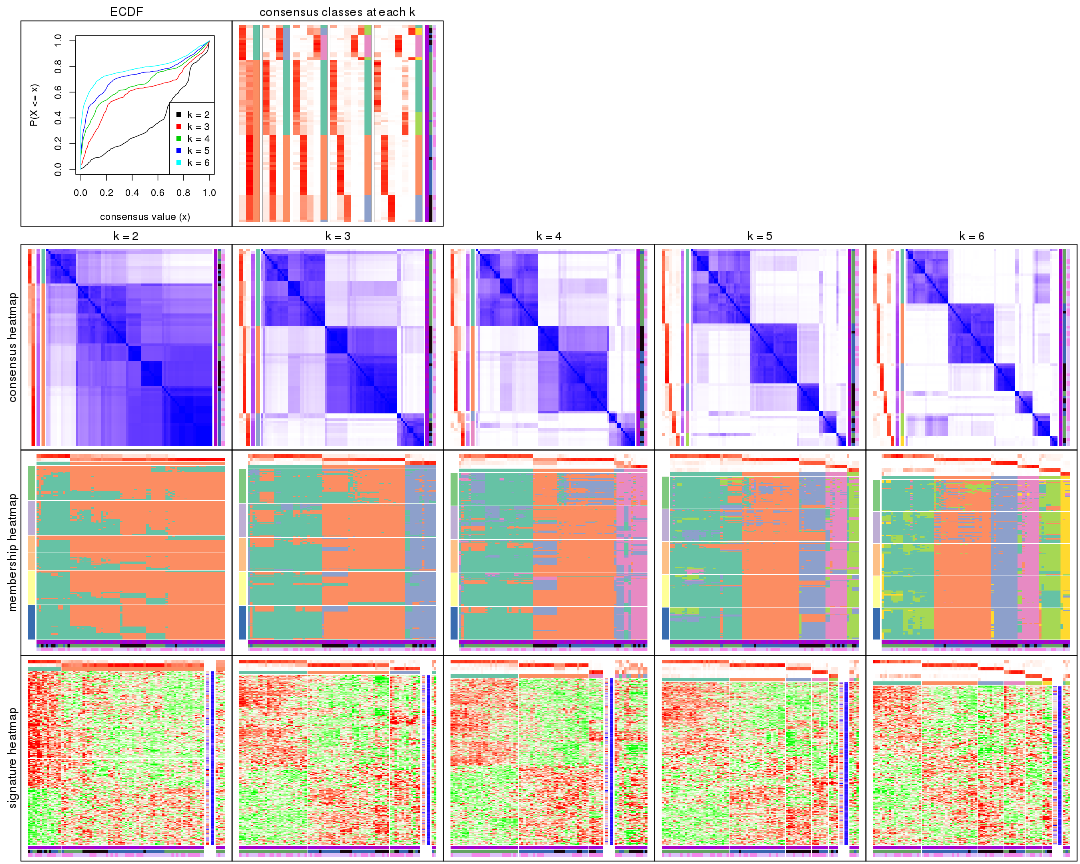 ECDF
consensus classes at each k
P(X <= x)
0.0
0.2
0.4
0.6
0.8
1.0
k = 2
k = 3
k = 4
k = 5
k = 6
0.0 0.2 0.4 0.6 0.8 1.0
consensus value (x)
k = 2
k = 3
k = 4
k = 5
k = 6
consensus heatmap
membership heatmap
signature heatmap